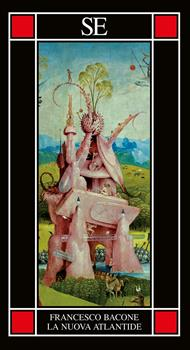 SE
FRANCESCO BACONE
LA NUOVA ATLANTIDE